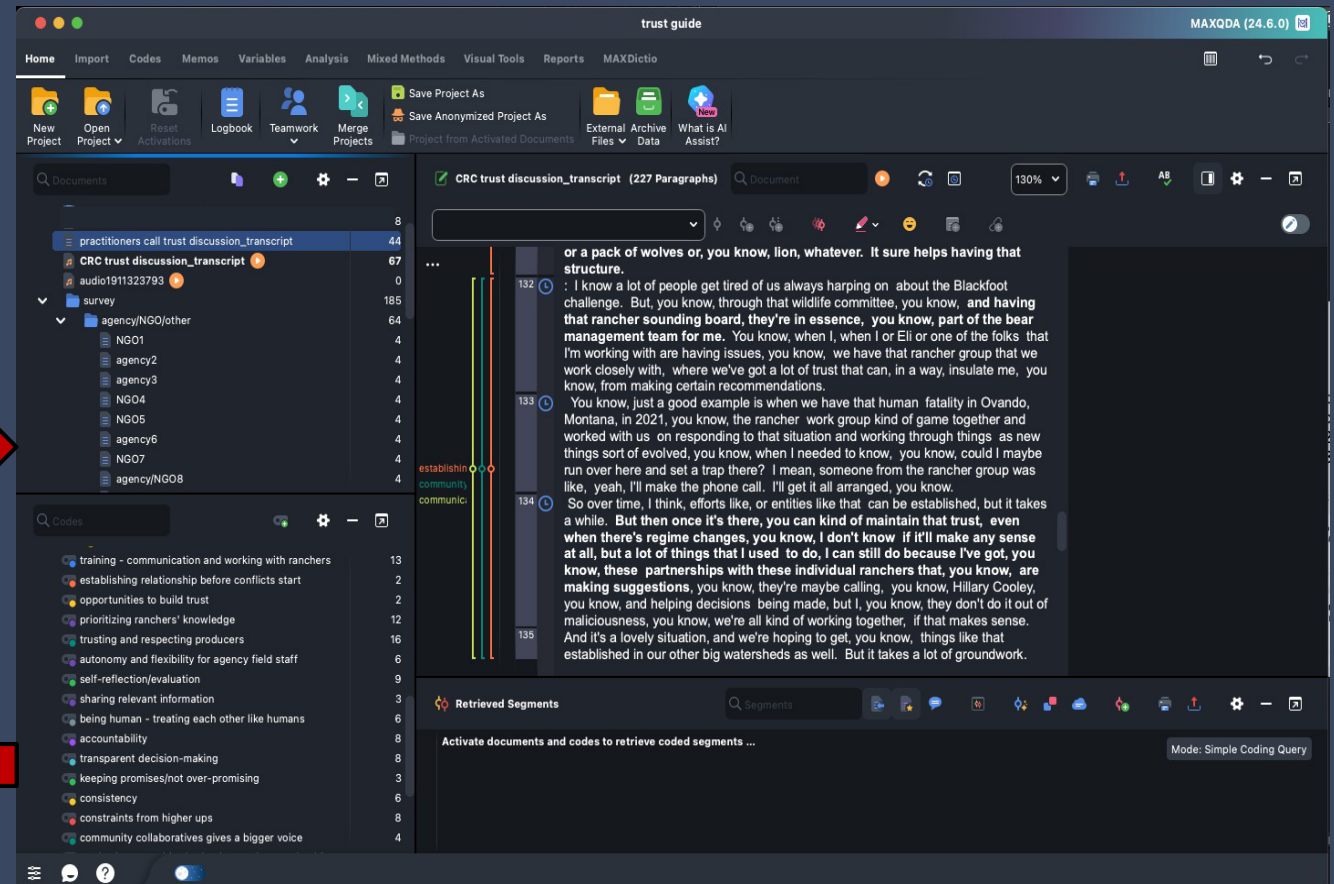 trust guide
MAXQDA (24.6.0)
Home Import Codes Memos Variables Analysis Mixed Methods Visual Tools Reports MAXDictio
New Project
Open Project
Reset Activations
Logbook
Teamwork
Merge Projects
Save Project As
Save Anonymized Project As
Project from Activated Documents
External Files
Archive Data
New
What is AI Assist?
Documents
8
practitioners call trust discussion_transcript 44
CRC trust discussion_transcript 67
audio1911323793 0
survey 185
agency/NGO/other 64
NGO1 4
agency2 4
agency3 4
NGO4 4
NGO5 4
agency6 4
NGO7 4
agency/NGO8 4
Codes
training - communication and working with ranchers 13
establishing relationship before conflicts start 2
opportunities to build trust 2
prioritizing ranchers' knowledge 12
trusting and respecting producers 16
autonomy and flexibility for agency field staff 6
self-reflection/evaluation 9
sharing relevant information 3
being human - treating each other like humans 6
accountability 8
transparent decision-making 8
keeping promises/not over-promising 3
consistency 6
constraints from higher ups 8
community collaboratives gives a bigger voice 4
CRC trust discussion_transcript (227 Paragraphs)
Document
130%
AB
...
establishin
community
communic
or a pack of wolves or, you know, lion, whatever. It sure helps having that
structure.
132 : I know a lot of people get tired of us always harping on about the Blackfoot
challenge. But, you know, through that wildlife committee, you know, and having
that rancher sounding board, they're in essence, you know, part of the bear
management team for me. You know, when I, when I or Eli or one of the folks that
I'm working with are having issues, you know, we have that rancher group that we
work closely with, where we've got a lot of trust that can, in a way, insulate me, you
know, from making certain recommendations.
133 You know, just a good example is when we have that human fatality in Ovando,
Montana, in 2021, you know, the rancher work group kind of game together and
worked with us on responding to that situation and working through things as new
things sort of evolved, you know, when I needed to know, you know, could I maybe
run over here and set a trap there? I mean, someone from the rancher group was
like, yeah, I'll make the phone call. I'll get it all arranged, you know.
134 So over time, I think, efforts like, or entities like that can be established, but it takes
a while. But then once it's there, you can kind of maintain that trust, even
when there's regime changes, you know, I don't know if it'll make any sense
at all, but a lot of things that I used to do, I can still do because I've got, you
know, these partnerships with these individual ranchers that, you know, are
making suggestions, you know, they're maybe calling, you know, Hillary Cooley,
you know, and helping decisions being made, but I, you know, they don't do it out of
maliciousness, you know, we're all kind of working together, if that makes sense.
135 And it's a lovely situation, and we're hoping to get, you know, things like that
established in our other big watersheds as well. But it takes a lot of groundwork.
Retrieved Segments
Segments
Activate documents and codes to retrieve coded segments ...
Mode: Simple Coding Query